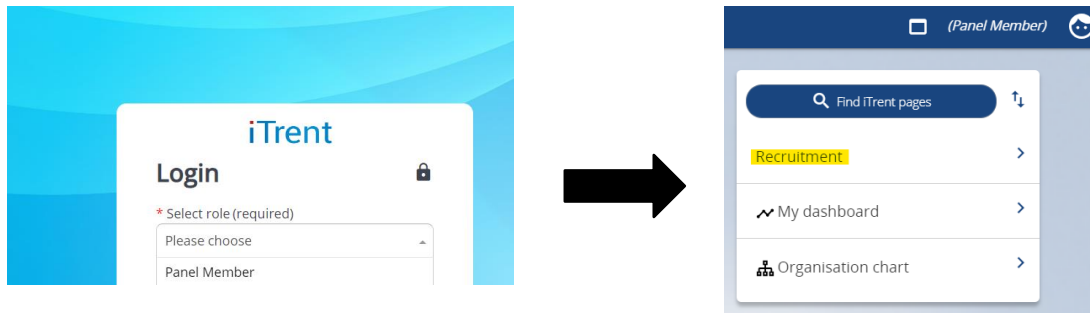 iTrent
Login
* Select role (required)
Please choose
Panel Member
(Panel Member)
Find iTrent pages
Recruitment
My dashboard
Organisation chart